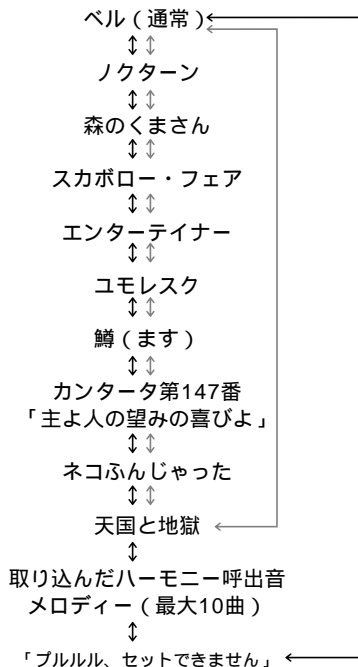 ベル（通常）
ノクターン
森のくまさん
スカボロー・フェア
エンターテイナー
ユモレスク
鱒（ます）
カンタータ第147番
「主よ人の望みの喜びよ」
ネコふんじゃった
天国と地獄
取り込んだハーモニー呼出音
メロディー（最大10曲）
「プルルル、セットできません」